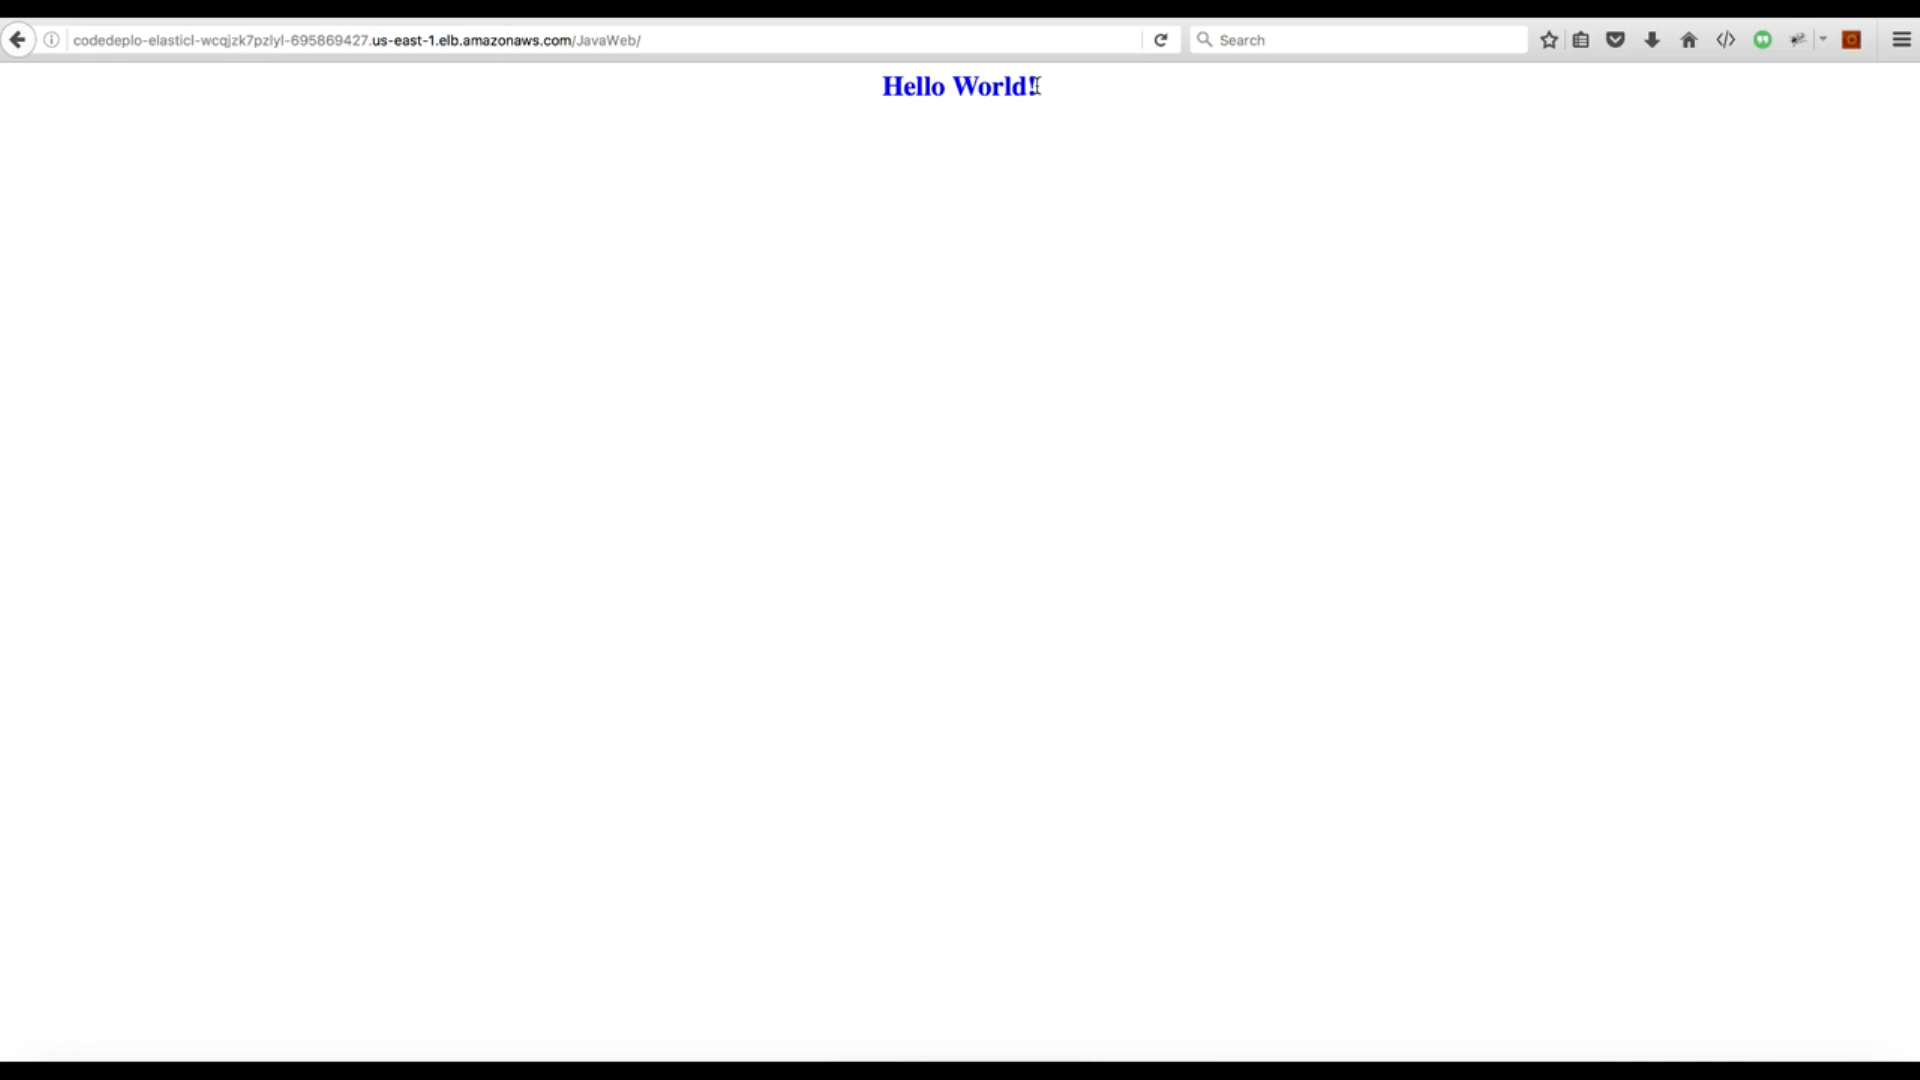 codedeplo-elasticl-wcqjzk7pzlyl-695869427.us-east-1.elb.amazonaws.com/JavaWeb/
Search
Hello World!